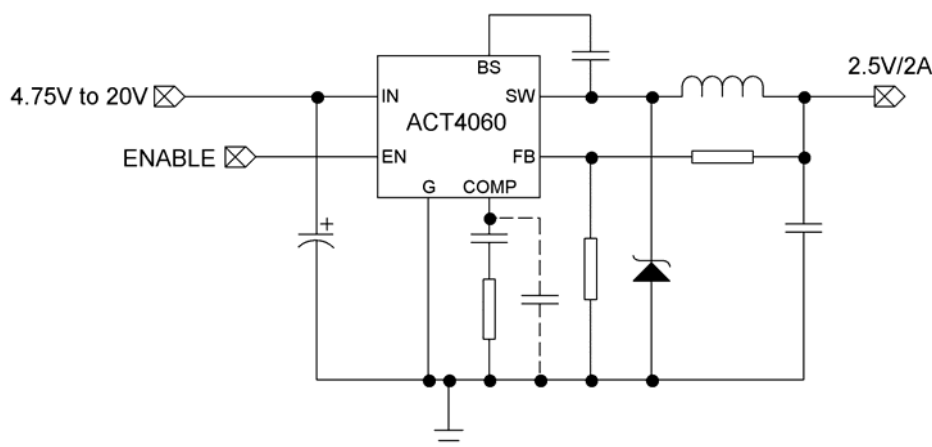 BS
2.5V/2A
4.75V to 20V
IN
SW
ACT4060
ENABLE
EN
FB
G
COMP
+